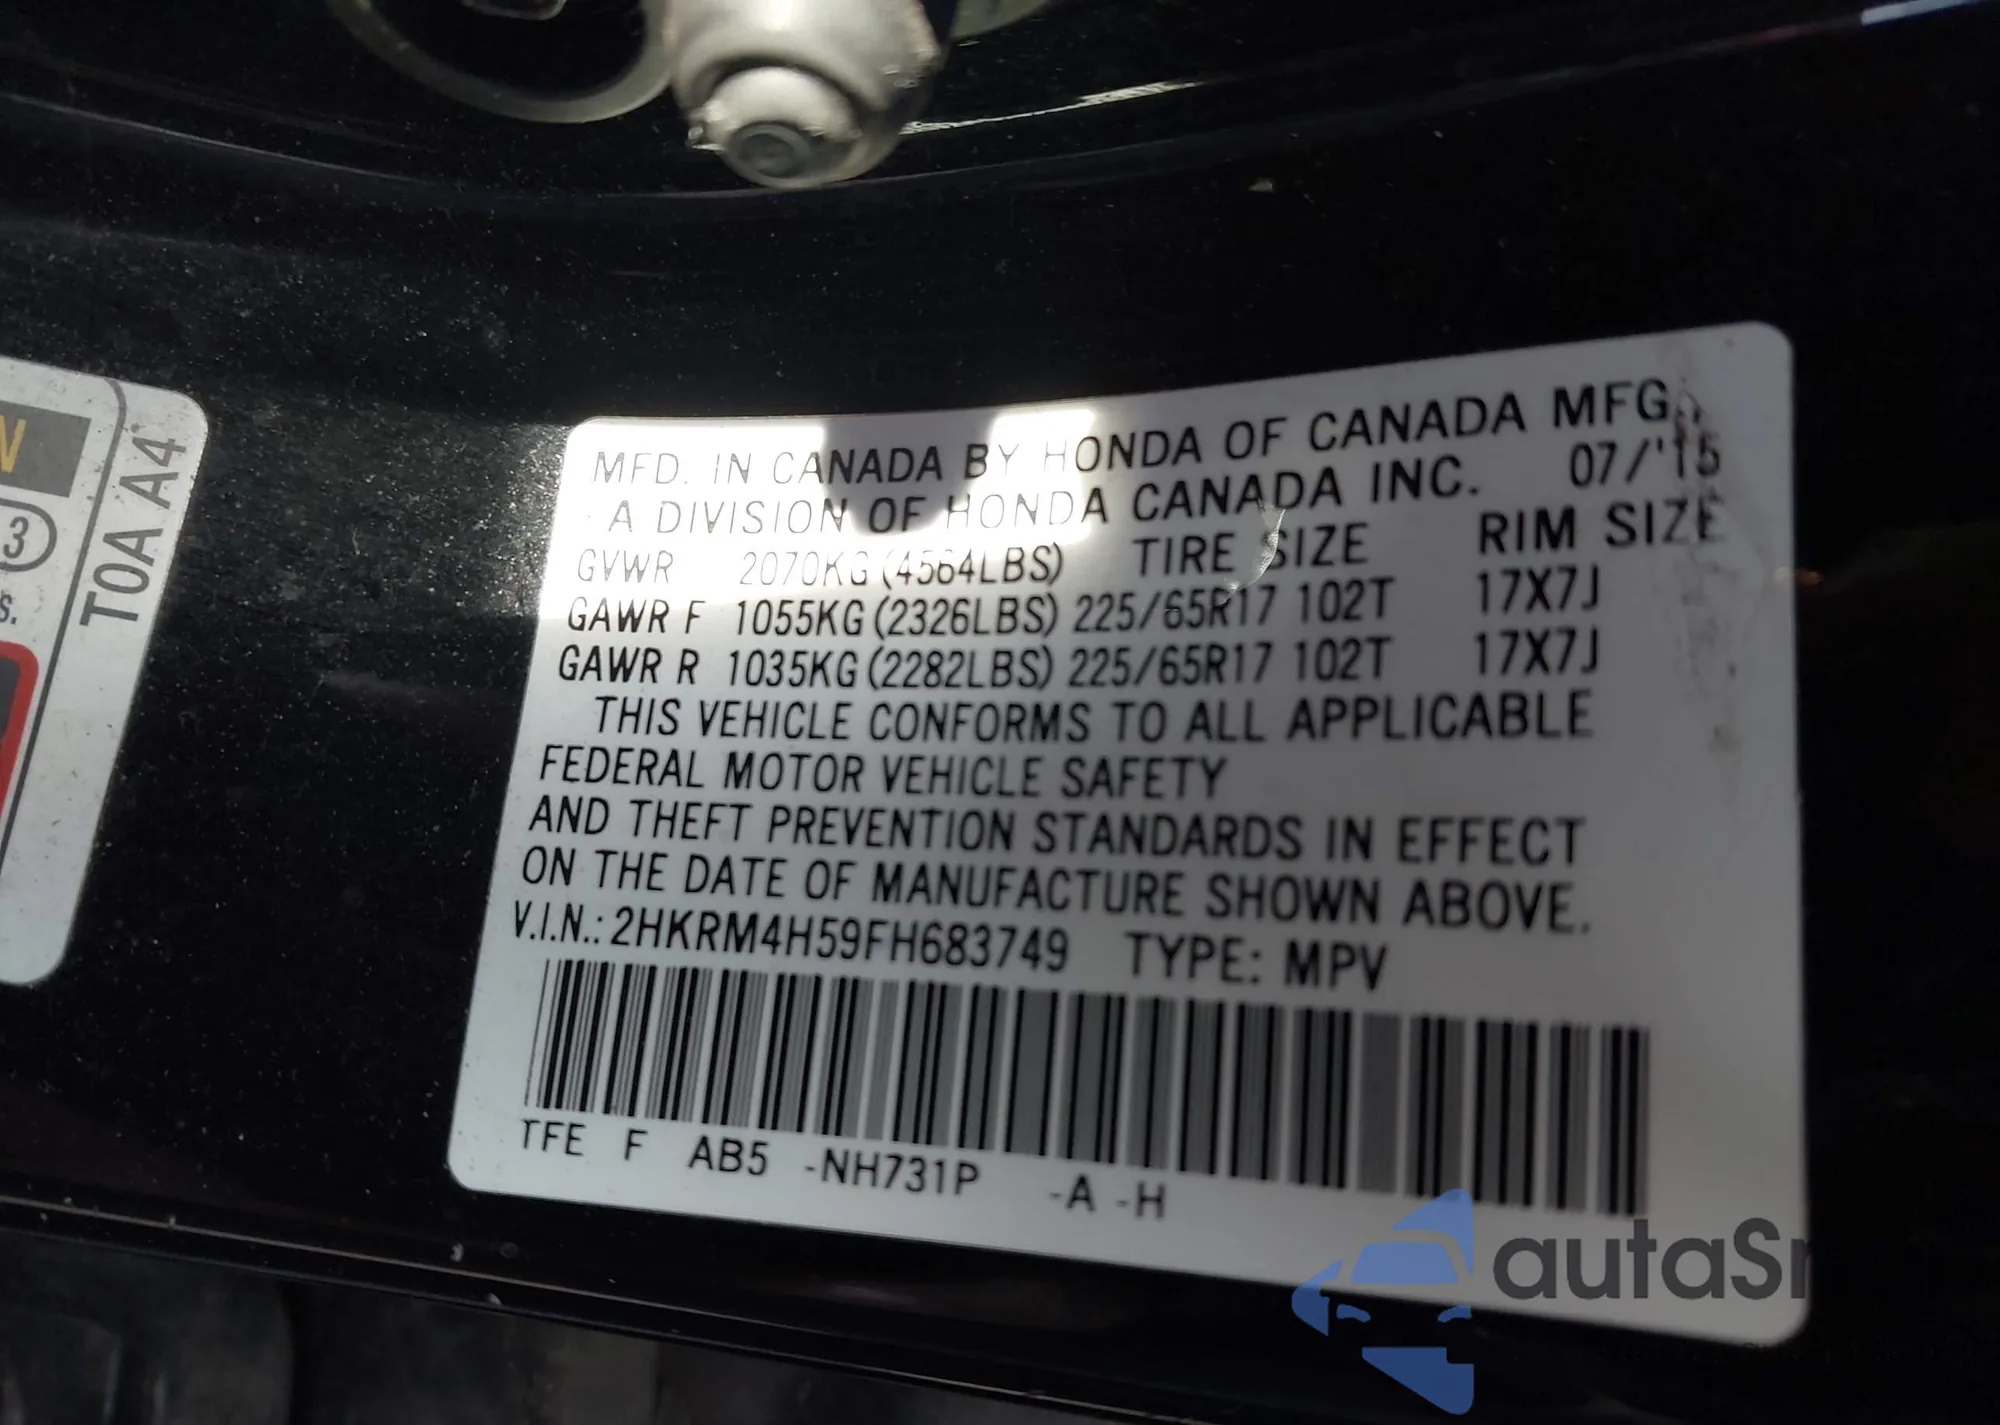 N
3
S.
T0A A4
MFD. IN CANADA BY HONDA OF CANADA MFG.,
A DIVISION OF HONDA CANADA INC. 07/'15
GVWR 2070KG (4564LBS) TIRE SIZE RIM SIZE
GAWR F 1055KG (2326LBS) 225/65R17 102T 17X7J
GAWR R 1035KG (2282LBS) 225/65R17 102T 17X7J
THIS VEHICLE CONFORMS TO ALL APPLICABLE
FEDERAL MOTOR VEHICLE SAFETY
AND THEFT PREVENTION STANDARDS IN EFFECT
ON THE DATE OF MANUFACTURE SHOWN ABOVE.
V.I.N.: 2HKRM4H59FH683749 TYPE: MPV
TFE F AB5 -NH731P -A -H
autaSr